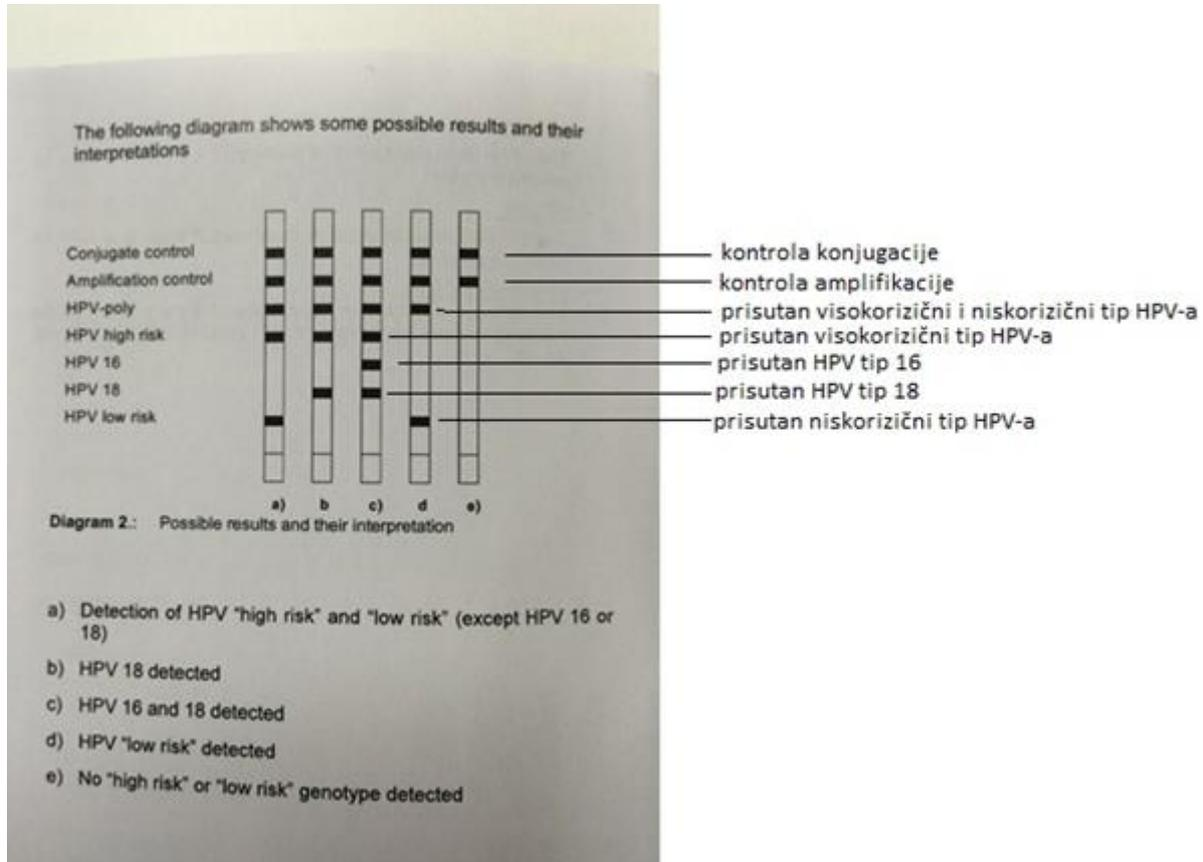 The following diagram shows some possible results and their
interpretations
Conjugate control
Amplification control
HPV-poly
HPV high risk
HPV 16
HPV 18
HPV low risk
kontrola konjugacije
kontrola amplifikacije
prisutan visokorizični i niskorizični tip HPV-a
prisutan visokorizični tip HPV-a
prisutan HPV tip 16
prisutan HPV tip 18
prisutan niskorizični tip HPV-a
a) b c) d e)
Diagram 2.: Possible results and their interpretation
a) Detection of HPV "high risk" and "low risk" (except HPV 16 or
18)
b) HPV 18 detected
c) HPV 16 and 18 detected
d) HPV "low risk" detected
e) No "high risk" or "low risk" genotype detected